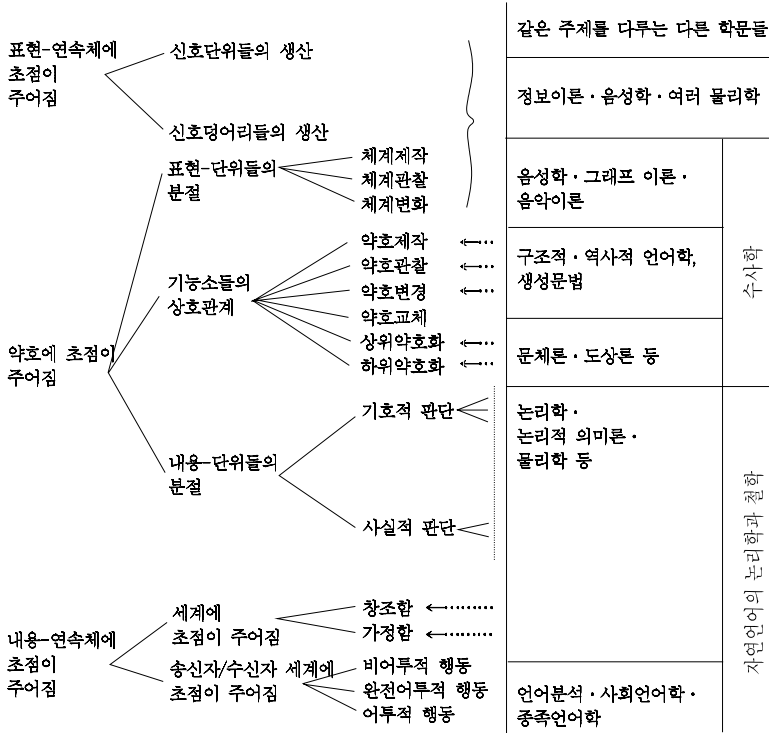 표현-연속체에
초점이
주어짐
신호단위들의 생산
신호덩어리들의 생산
약호에 초점이
주어짐
표현-단위들의
분절
체계제작
체계관찰
체계변화
기능소들의
상호관계
약호제작
약호관찰
약호변경
약호교체
상위약호화
하위약호화
내용-단위들의
분절
기호적 판단
사실적 판단
내용-연속체에
초점이
주어짐
세계에
초점이 주어짐
창조함
가정함
송신자/수신자 세계에
초점이 주어짐
비어투적 행동
완전어투적 행동
어투적 행동
같은 주제를 다루는 다른 학문들
정보이론·음성학·여러 물리학
음성학·그래프 이론·
음악이론
구조적·역사적 언어학,
생성문법
문체론·도상론 등
수사학
논리학·
논리적 의미론·
물리학 등
언어분석·사회언어학·
종족언어학
자연언어의 논리학과 철학